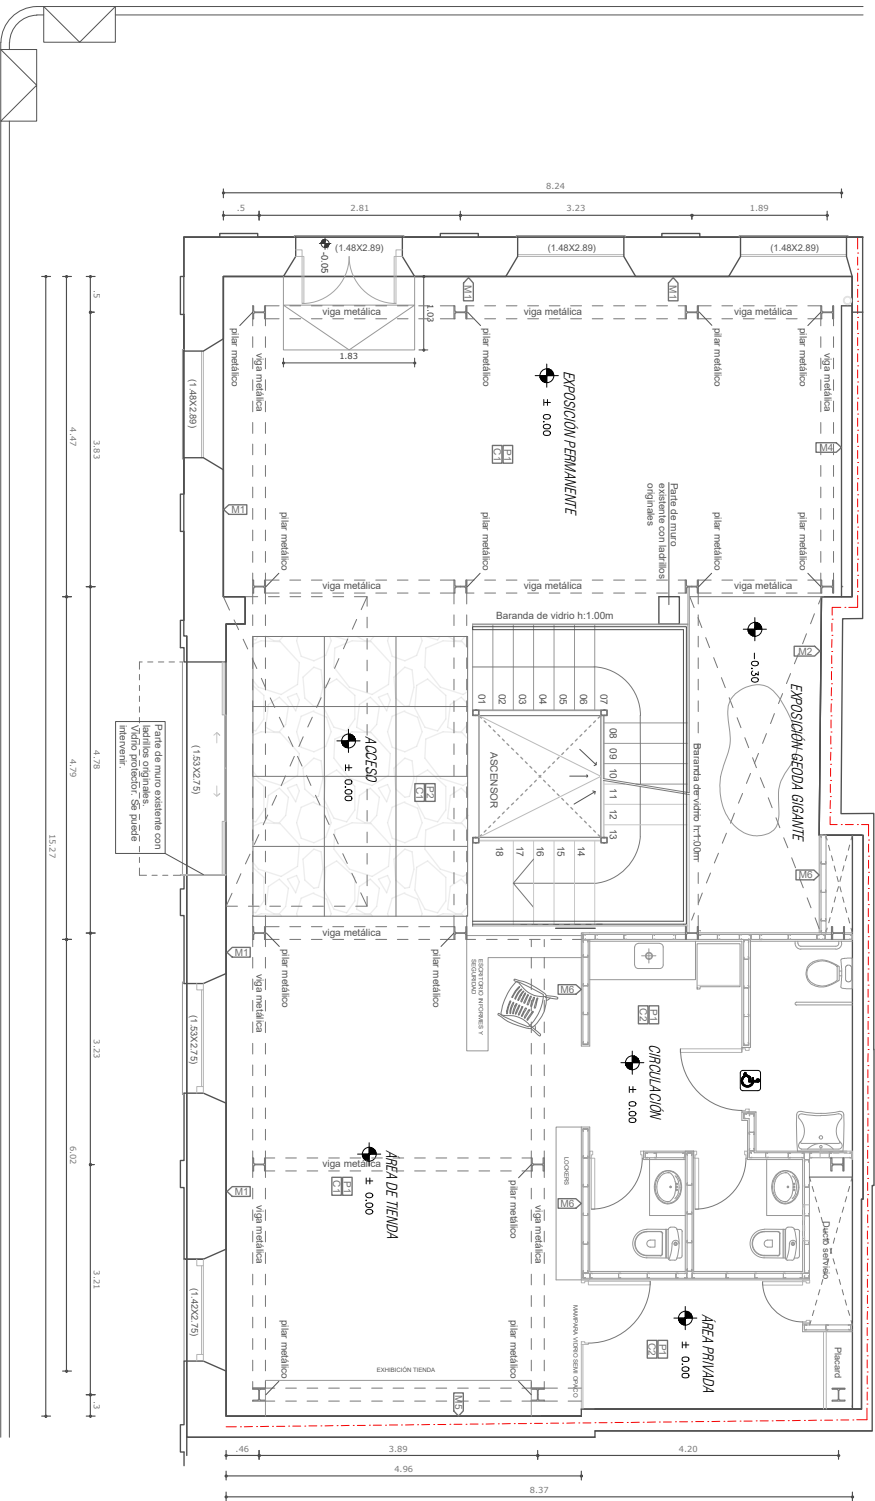 8.24
.5
2.81
3.23
1.89
(1.48X2.89)
(1.48X2.89)
(1.48X2.89)
-0.05
M1
M1
1.03
1.83
viga metálica
viga metálica
viga metálica
pilar metálico
pilar metálico
pilar metálico
pilar metálico
viga metálica
viga metálica
(1.48X2.89)
EXPOSICIÓN PERMANENTE
± 0.00
P1
C1
M4
M1
Parte de muro
existente con ladrillos
originales
pilar metálico
pilar metálico
pilar metálico
pilar metálico
viga metálica
viga metálica
viga metálica
Baranda de vidrio h:1.00m
-0.30
M2
EXPOSICIÓN GEODA GIGANTE
01
02
03
04
05
06
07
08
09
10
11
12
13
14
15
16
17
18
ASCENSOR
Baranda de vidrio h:1.00m
ACCESO
± 0.00
P2
C1
(1.53X2.75)
Parte de muro existente con
ladrillos originales.
Vidrio protector. Se puede
intervenir.
M6
viga metálica
M1
pilar metálico
pilar metálico
viga metálica
ESCRITORIO INFORMES Y
SEGURIDAD
M6
P1
C2
CIRCULACIÓN
± 0.00
(1.53X2.75)
ÁREA DE TIENDA
± 0.00
P1
C1
viga metálica
M1
pilar metálico
viga metálica
LOCKERS
M6
Ducto servicio
(1.42X2.75)
pilar metálico
pilar metálico
MAMPARA VIDRIO SEMI OPACO
ÁREA PRIVADA
± 0.00
P1
C2
Placard
EXHIBICIÓN TIENDA
M5
.5
3.83
4.78
3.23
3.21
.3
4.47
4.79
6.02
15.27
.46
3.89
4.20
4.96
8.37